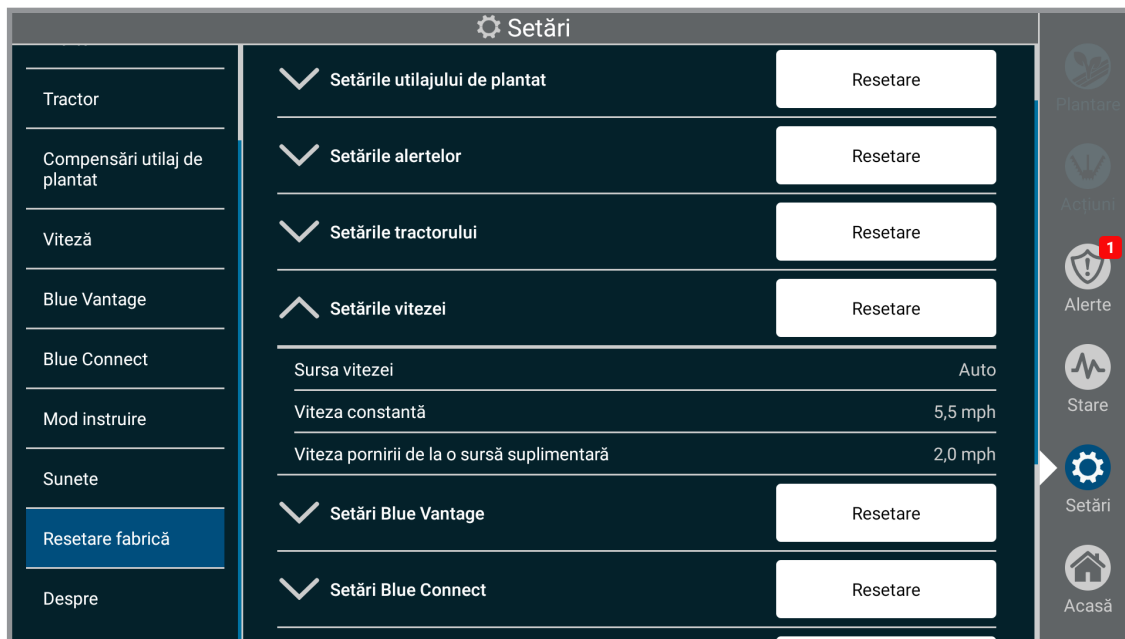 Setări
Tractor
Compensări utilaj de
plantat
Viteză
Blue Vantage
Blue Connect
Mod instruire
Sunete
Resetare fabrică
Despre
Setările utilajului de plantat
Resetare
Setările alertelor
Resetare
Setările tractorului
Resetare
Setările vitezei
Resetare
Sursa vitezei
Auto
Viteza constantă
5,5 mph
Viteza pornirii de la o sursă suplimentară
2,0 mph
Setări Blue Vantage
Resetare
Setări Blue Connect
Resetare
Plantare
Acțiuni
1
Alerte
Stare
Setări
Acasă